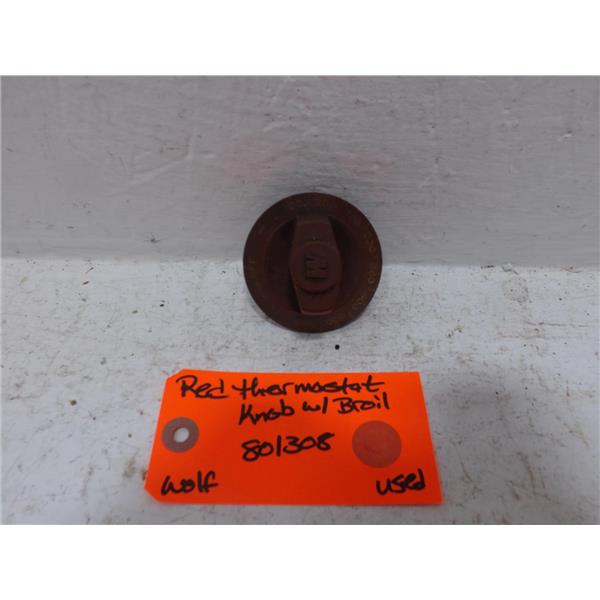 Red thermostat
Knob w/ Broil
801308
wolf
used